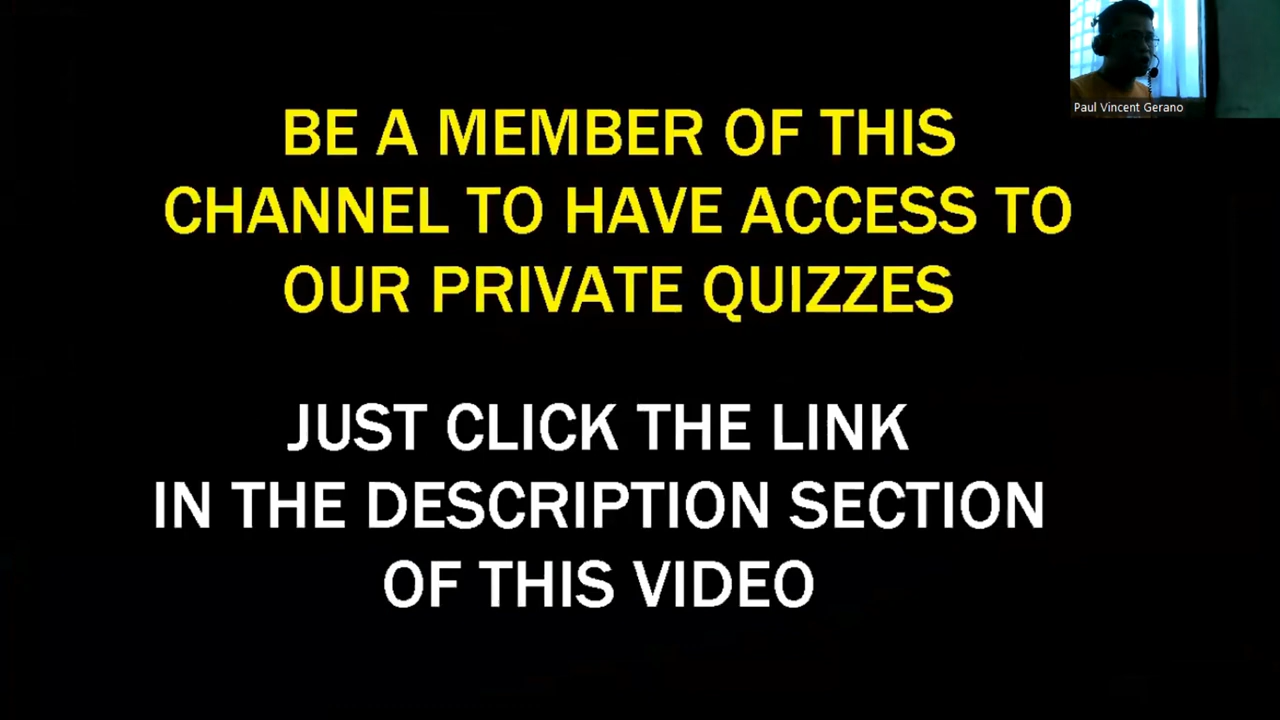 Paul Vincent Gerano
BE A MEMBER OF THIS
CHANNEL TO HAVE ACCESS TO
OUR PRIVATE QUIZZES
JUST CLICK THE LINK
IN THE DESCRIPTION SECTION
OF THIS VIDEO